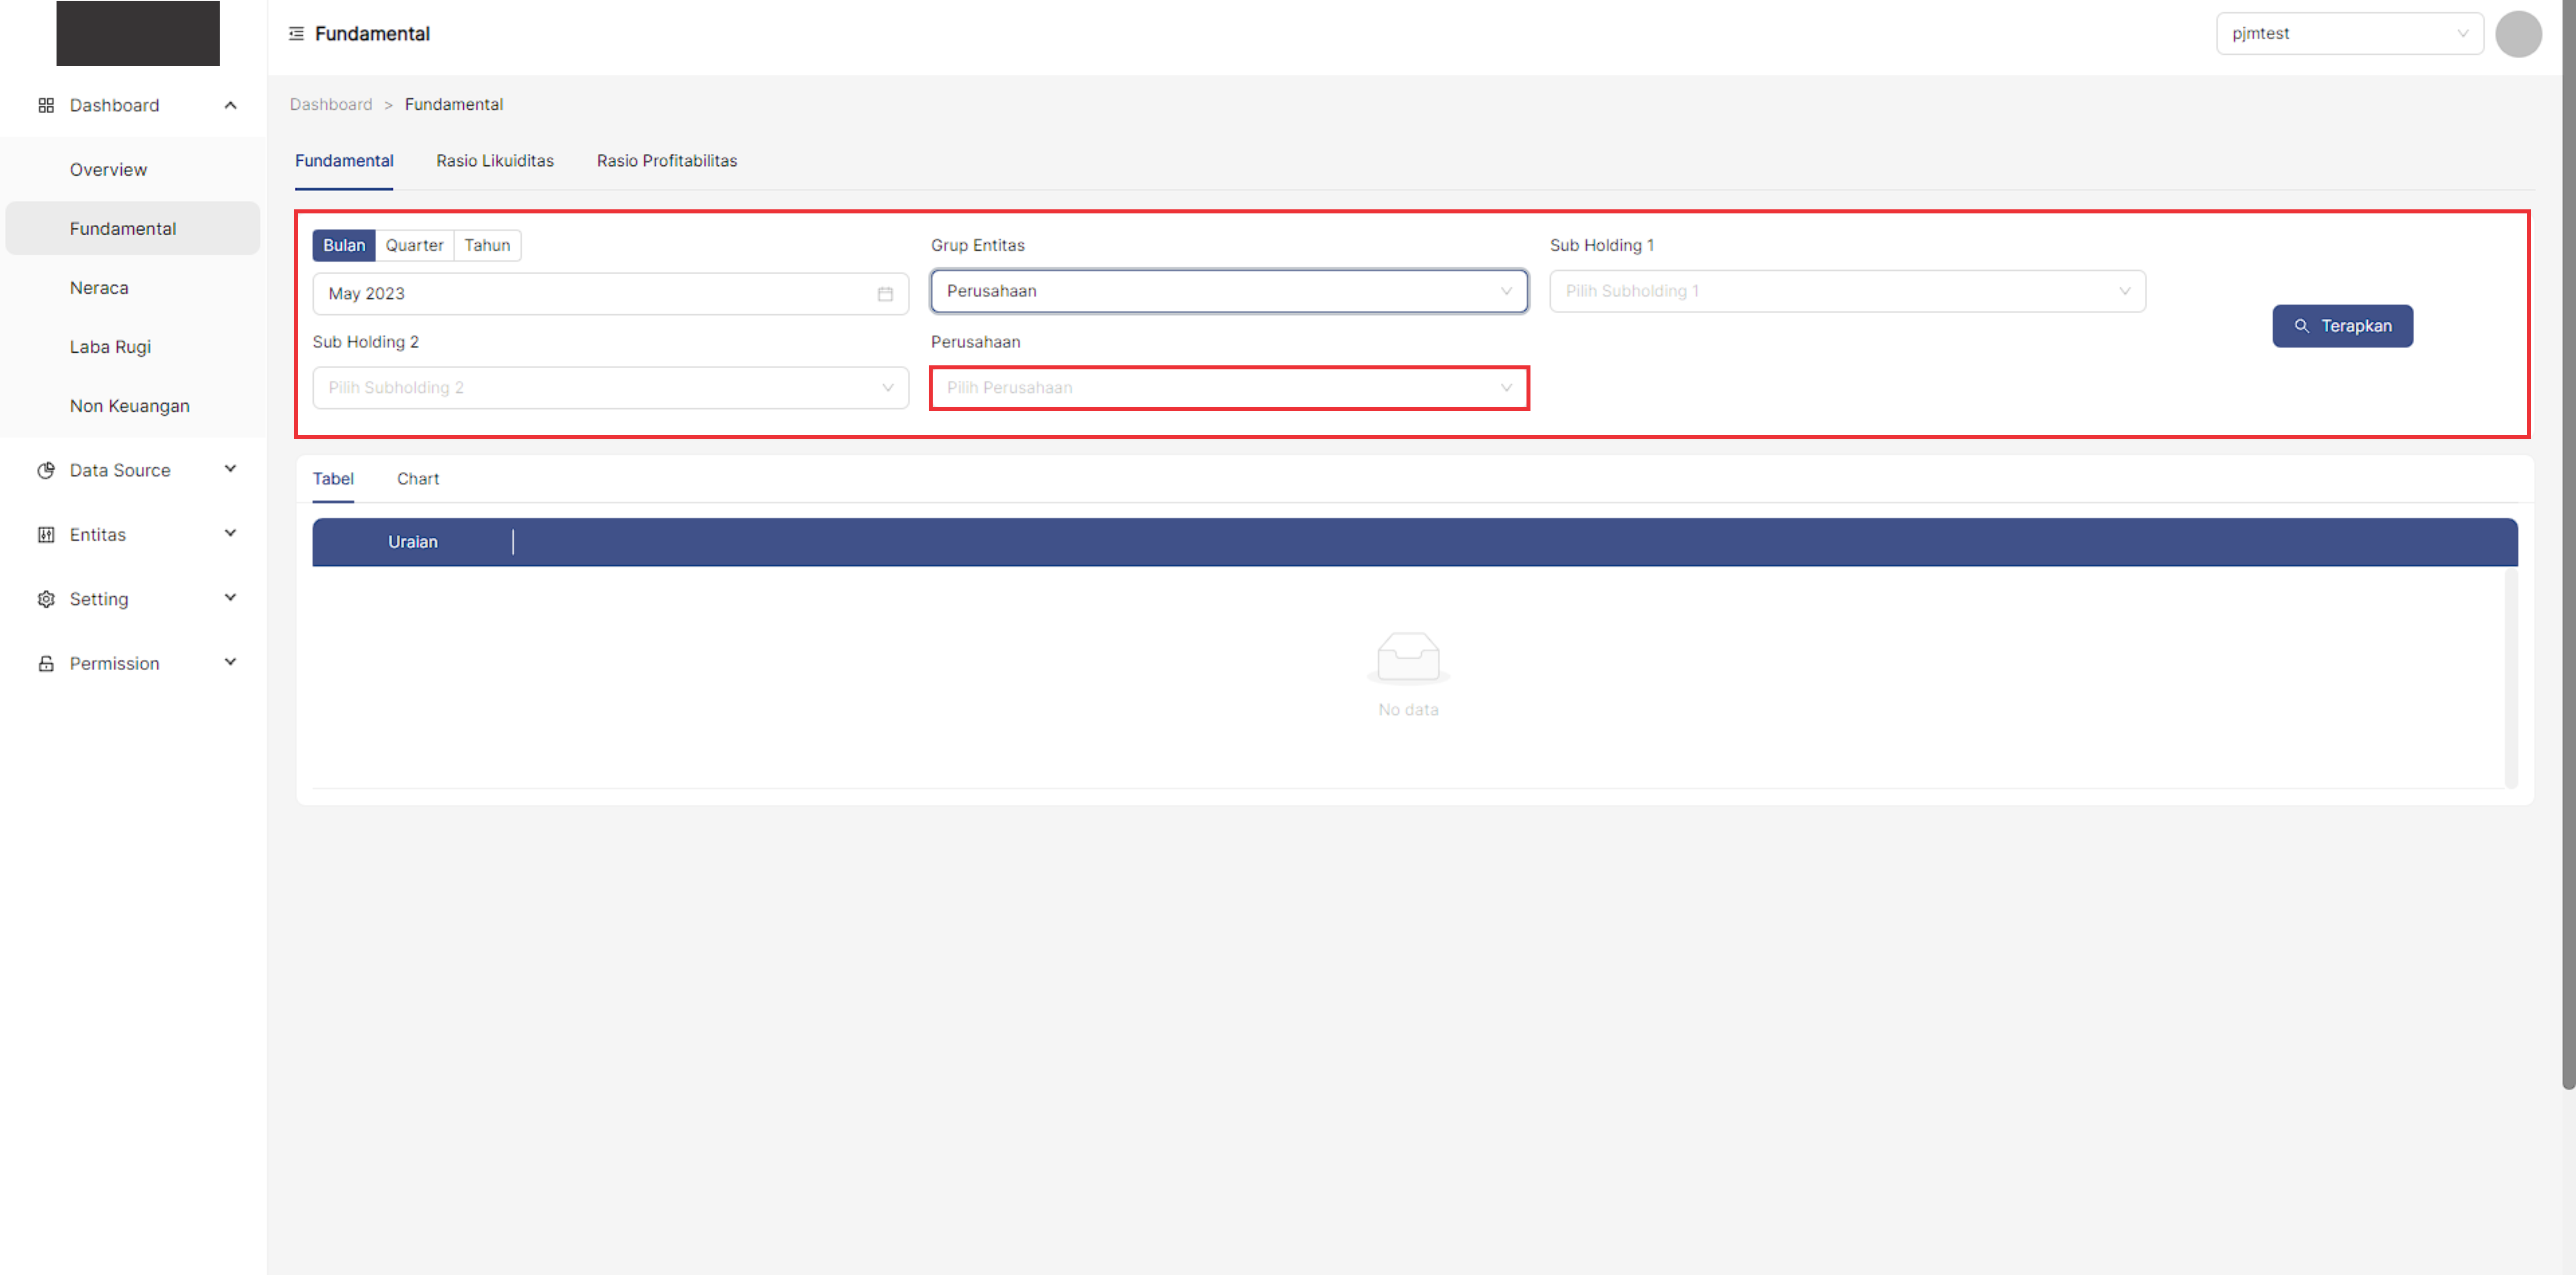 Fundamental
pjmtest
Dashboard
Overview
Fundamental
Neraca
Laba Rugi
Non Keuangan
Data Source
Entitas
Setting
Permission
Dashboard > Fundamental
Fundamental Rasio Likuiditas Rasio Profitabilitas
Bulan Quarter Tahun
May 2023
Grup Entitas
Perusahaan
Sub Holding 1
Pilih Subholding 1
Sub Holding 2
Pilih Subholding 2
Perusahaan
Pilih Perusahaan
Terapkan
Tabel Chart
Uraian
No data